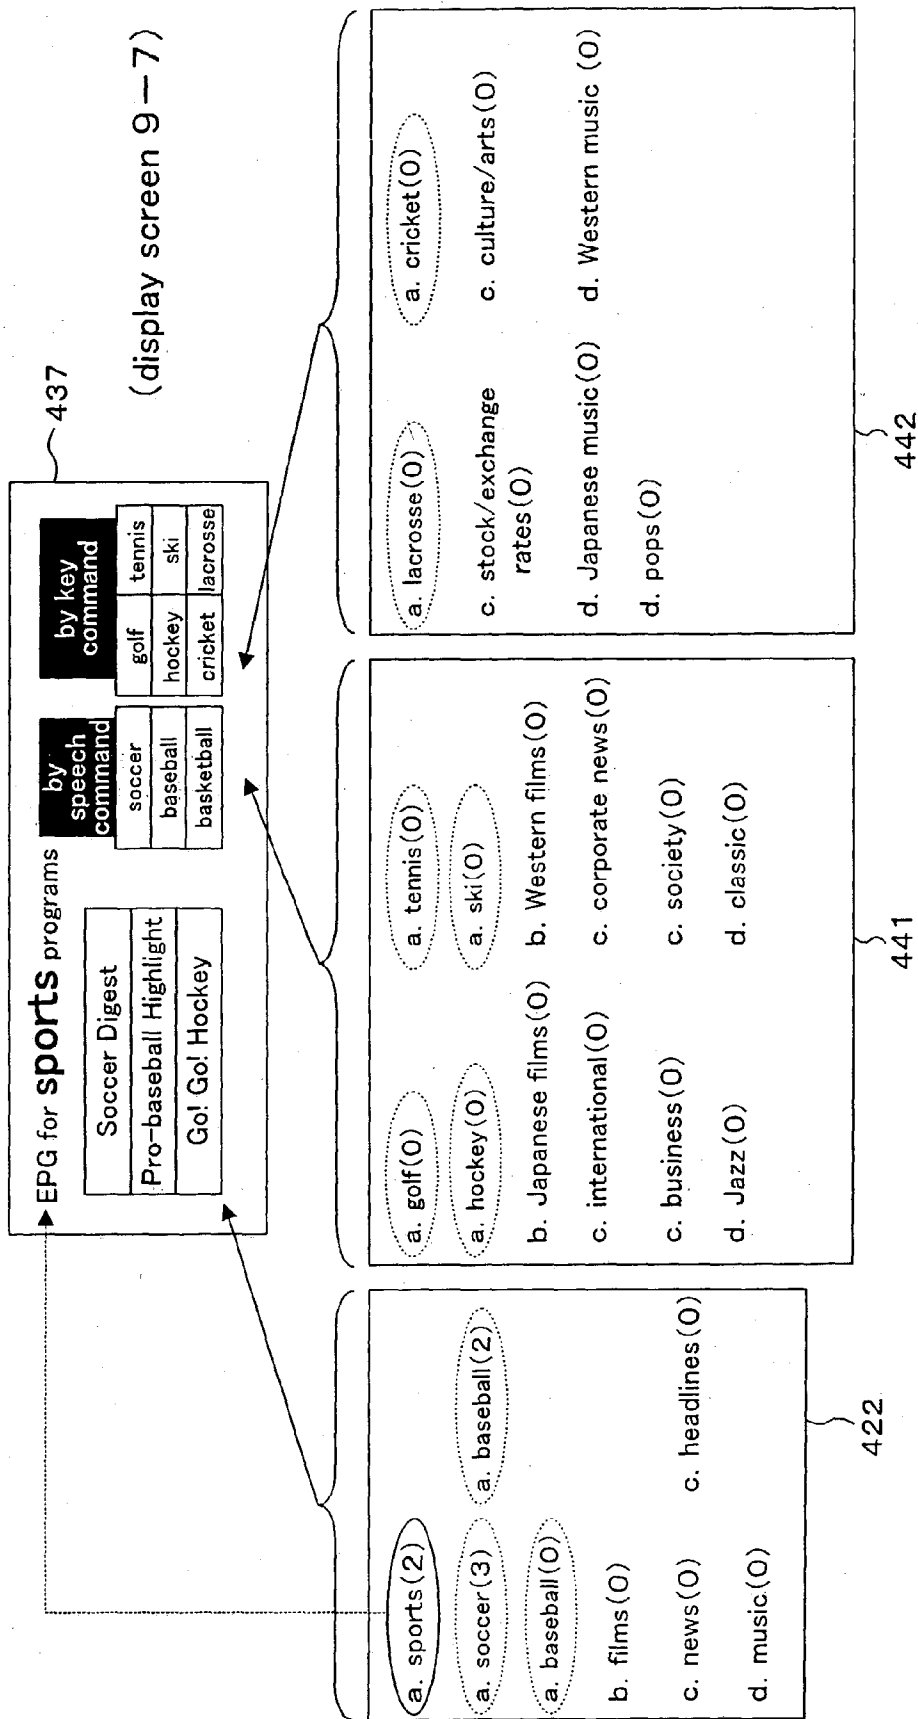 (display screen 9-7)
437
EPG for sports programs
Soccer Digest
Pro-baseball Highlight
Go! Go! Hockey
by
speech
command
soccer
baseball
basketball
by key
command
golf tennis
hockey ski
cricket lacrosse
a. sports(2)
a. soccer(3) a. baseball(2)
a. baseball(0)
b. films(0)
c. news(0) c. headlines(0)
d. music(0)
422
a. golf(0) a. tennis(0)
a. hockey(0) a. ski(0)
b. Japanese films(0) b. Western films(0)
c. international(0) c. corporate news(0)
c. business(0) c. society(0)
d. Jazz(0) d. classic(0)
441
a. lacrosse(0) a. cricket(0)
c. stock/exchange c. culture/arts(0)
rates(0)
d. Japanese music(0) d. Western music (0)
d. pops(0)
442